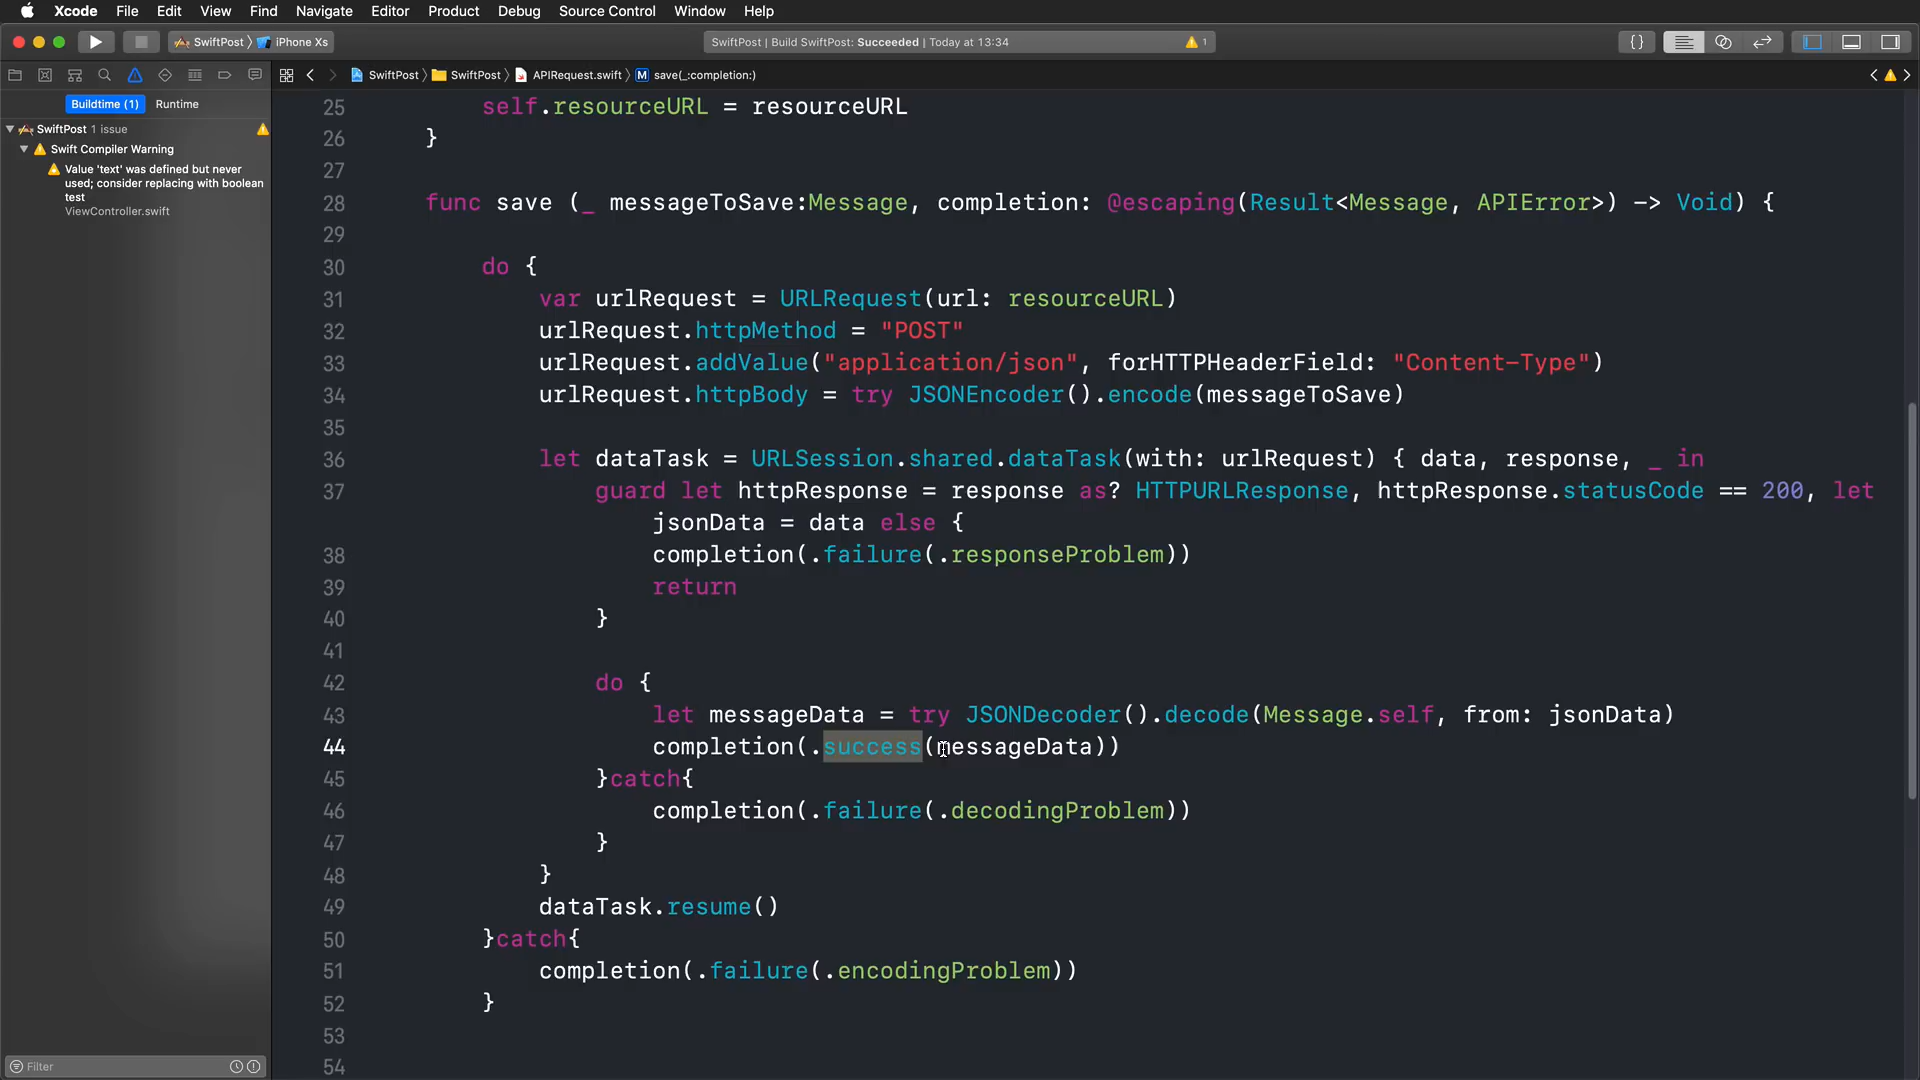 Xcode File Edit View Find Navigate Editor Product Debug Source Control Window Help
SwiftPost iPhone Xs SwiftPost | Build SwiftPost: Succeeded | Today at 13:34 1 {}
SwiftPost SwiftPost APIRequest.swift M save(_:completion:)
Buildtime (1) Runtime
SwiftPost 1 issue
Swift Compiler Warning
Value 'text' was defined but never
used; consider replacing with boolean
test
ViewController.swift
Filter
25 self.resourceURL = resourceURL
26 }
27
28 func save (_ messageToSave:Message, completion: @escaping(Result<Message, APIError>) -> Void) {
29
30 do {
31 var urlRequest = URLRequest(url: resourceURL)
32 urlRequest.httpMethod = "POST"
33 urlRequest.addValue("application/json", forHTTPHeaderField: "Content-Type")
34 urlRequest.httpBody = try JSONEncoder().encode(messageToSave)
35
36 let dataTask = URLSession.shared.dataTask(with: urlRequest) { data, response, _ in
37 guard let httpResponse = response as? HTTPURLResponse, httpResponse.statusCode == 200, let
jsonData = data else {
38 completion(.failure(.responseProblem))
39 return
40 }
41
42 do {
43 let messageData = try JSONDecoder().decode(Message.self, from: jsonData)
44 completion(.success(messageData))
45 }catch{
46 completion(.failure(.decodingProblem))
47 }
48 }
49 dataTask.resume()
50 }catch{
51 completion(.failure(.encodingProblem))
52 }
53
54